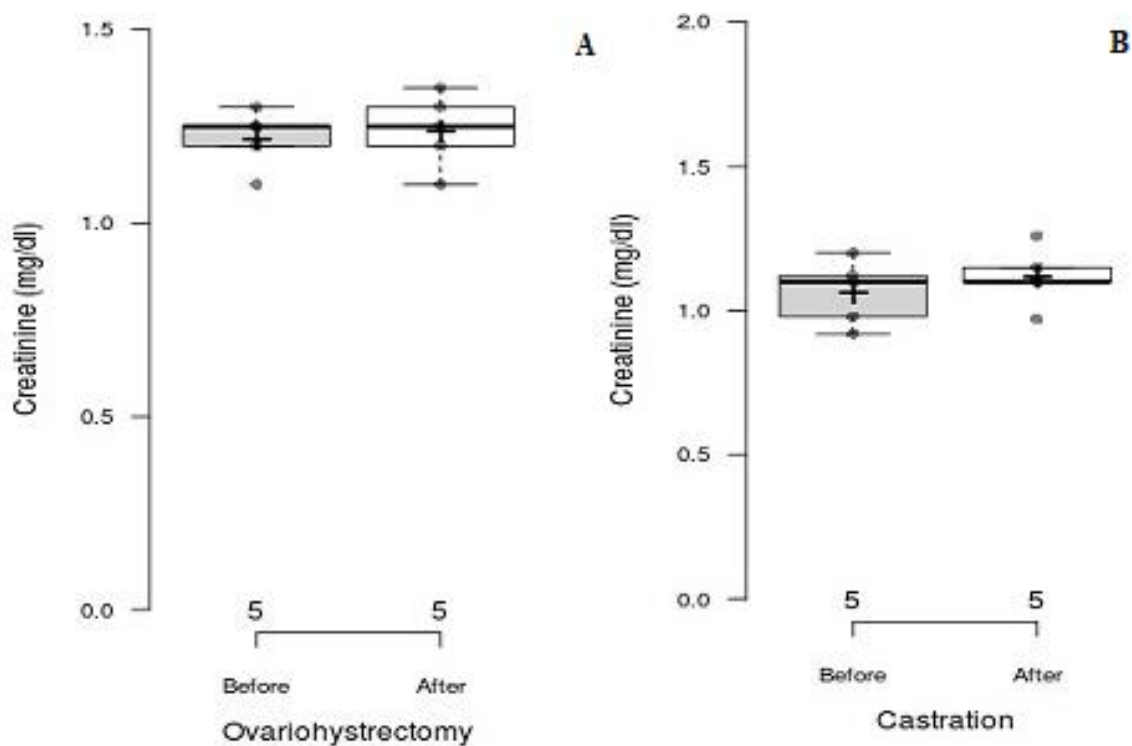 A
1.5
1.0
0.5
0.0
Creatinine (mg/dl)
5 5
Before After
Ovariohystrectomy
B
2.0
1.5
1.0
0.5
0.0
Creatinine (mg/dl)
5 5
Before After
Castration